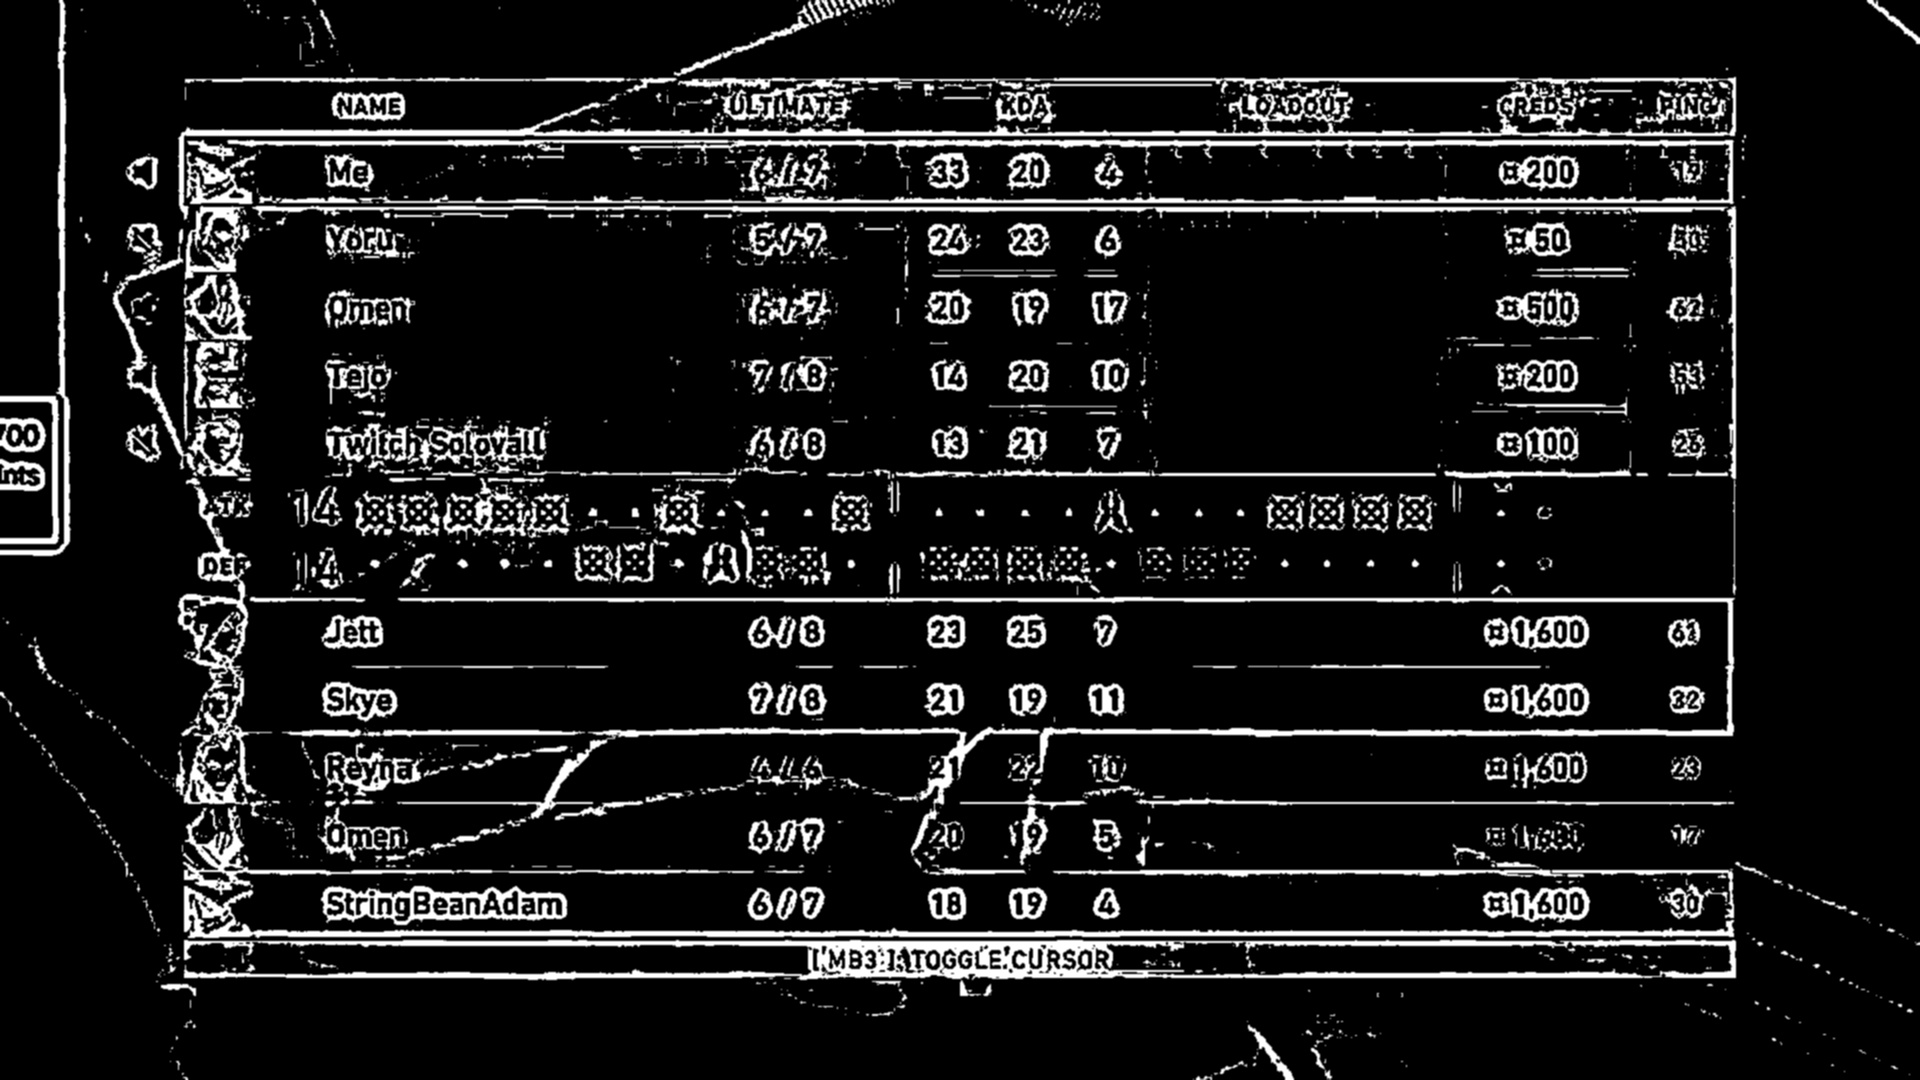 NAME ULTIMATE KDA LOADOUT CREDS PING
Me 6/7 33 20 4 ¤200 19
Yoru 5/7 24 23 6 ¤50
700
Omen 6/7 20 19 17 ¤500 62
Tejo 7/8 14 20 10 ¤200 53
nts
Twitch Solovall 6/8 13 21 7 ¤100 26
ATK 14
DEF 14
Jett 6/8 23 25 7 ¤1,600 61
Skye 7/8 21 19 11 ¤1,600 32
Reyna 4/6 21 22 10 ¤1,600 23
Omen 6/7 20 19 5 ¤1,600 17
StringBeanAdam 6/7 18 19 4 ¤1,600 30
[ MB3 ] TOGGLE CURSOR